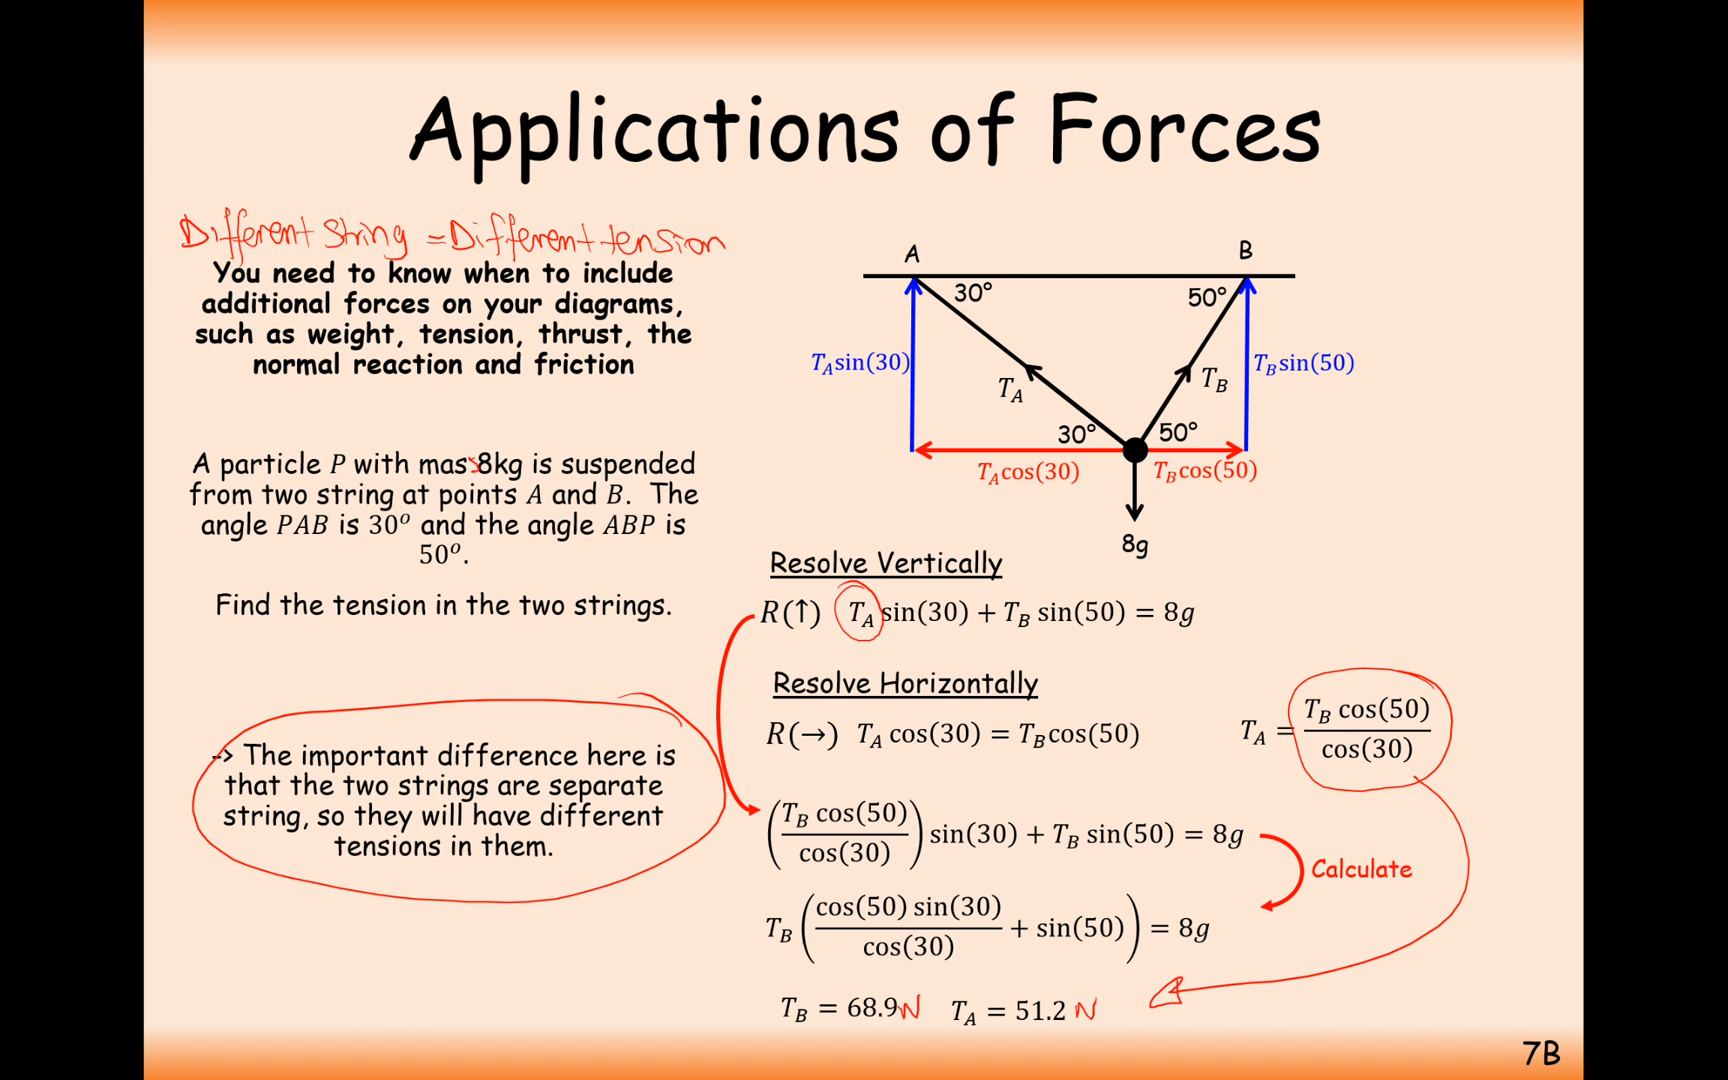 Applications of Forces
Different String = Different tension
You need to know when to include
additional forces on your diagrams,
such as weight, tension, thrust, the
normal reaction and friction
A particle P with mass 8kg is suspended
from two string at points A and B. The
angle PAB is 30° and the angle ABP is
50°.
Find the tension in the two strings.
-> The important difference here is
that the two strings are separate
string, so they will have different
tensions in them.
A
B
30°
50°
T_A sin(30)
T_B sin(50)
T_A
T_B
30°
50°
T_A cos(30)
T_B cos(50)
8g
Resolve Vertically
R(↑) T_A sin(30) + T_B sin(50) = 8g
Resolve Horizontally
R(→) T_A cos(30) = T_B cos(50)
T_A = \frac{T_B cos(50)}{cos(30)}
(\frac{T_B cos(50)}{cos(30)}) sin(30) + T_B sin(50) = 8g
Calculate
T_B (\frac{cos(50) sin(30)}{cos(30)} + sin(50)) = 8g
T_B = 68.9N T_A = 51.2 N
7B